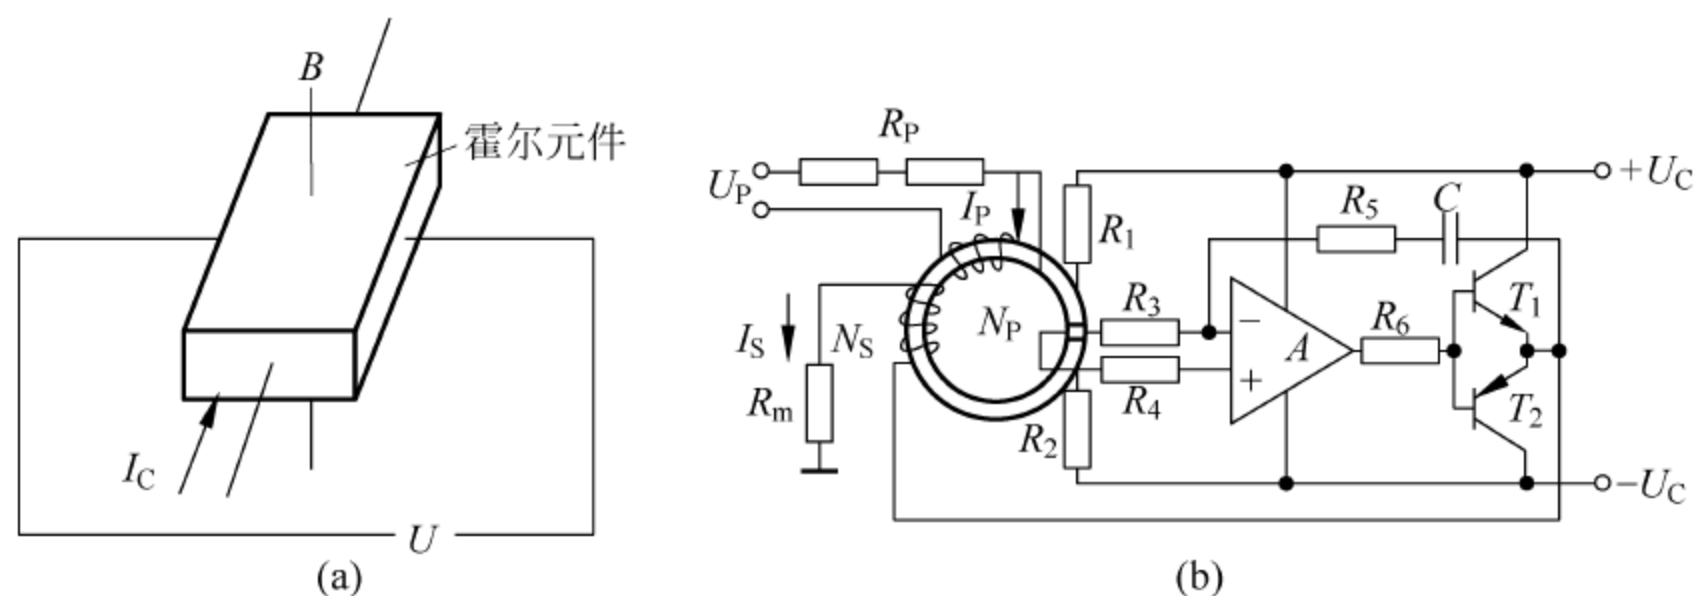 B
霍尔元件
I_C
U
(a)
R_P
U_P
I_P
+U_C
R_5
C
R_1
N_P
R_3
T_1
I_S
N_S
A
R_6
−
+
R_m
R_4
T_2
R_2
−U_C
(b)